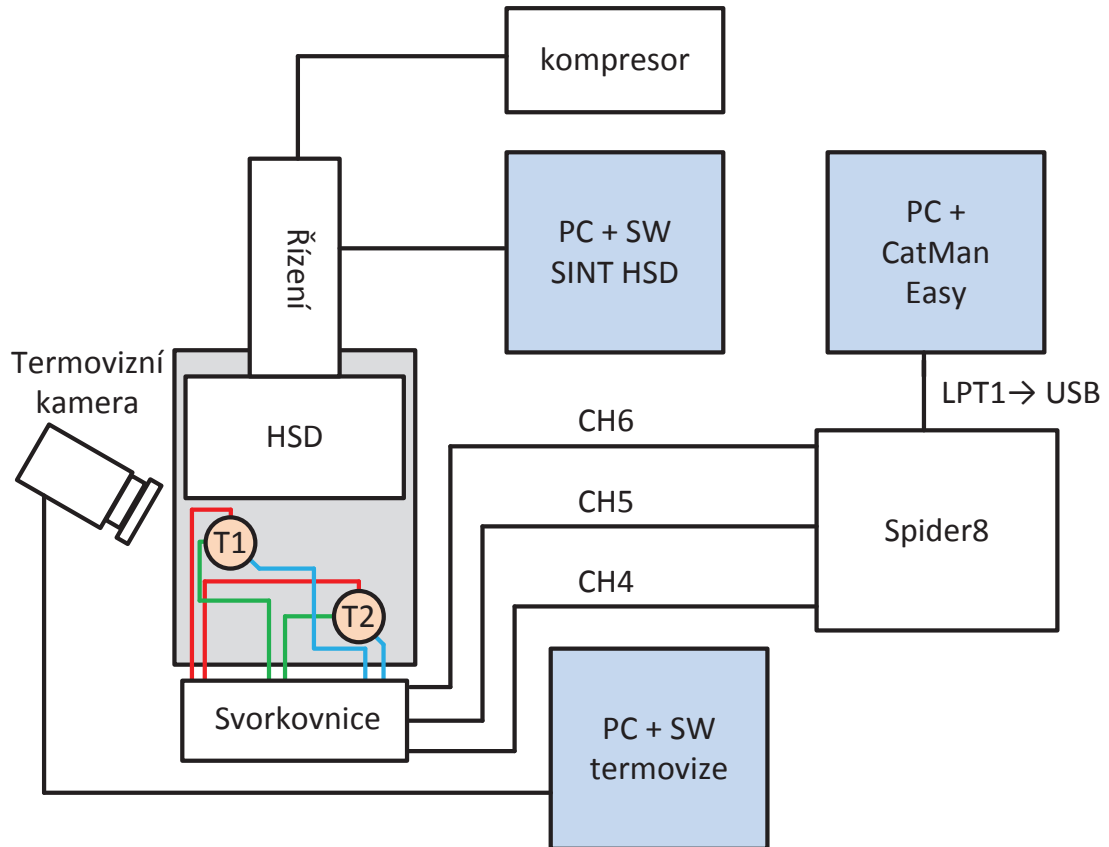 kompresor
Řízení
PC + SW
SINT HSD
PC +
CatMan
Easy
Termovizní
kamera
LPT1→ USB
HSD
CH6
CH5
CH4
Spider8
T1
T2
Svorkovnice
PC + SW
termovize